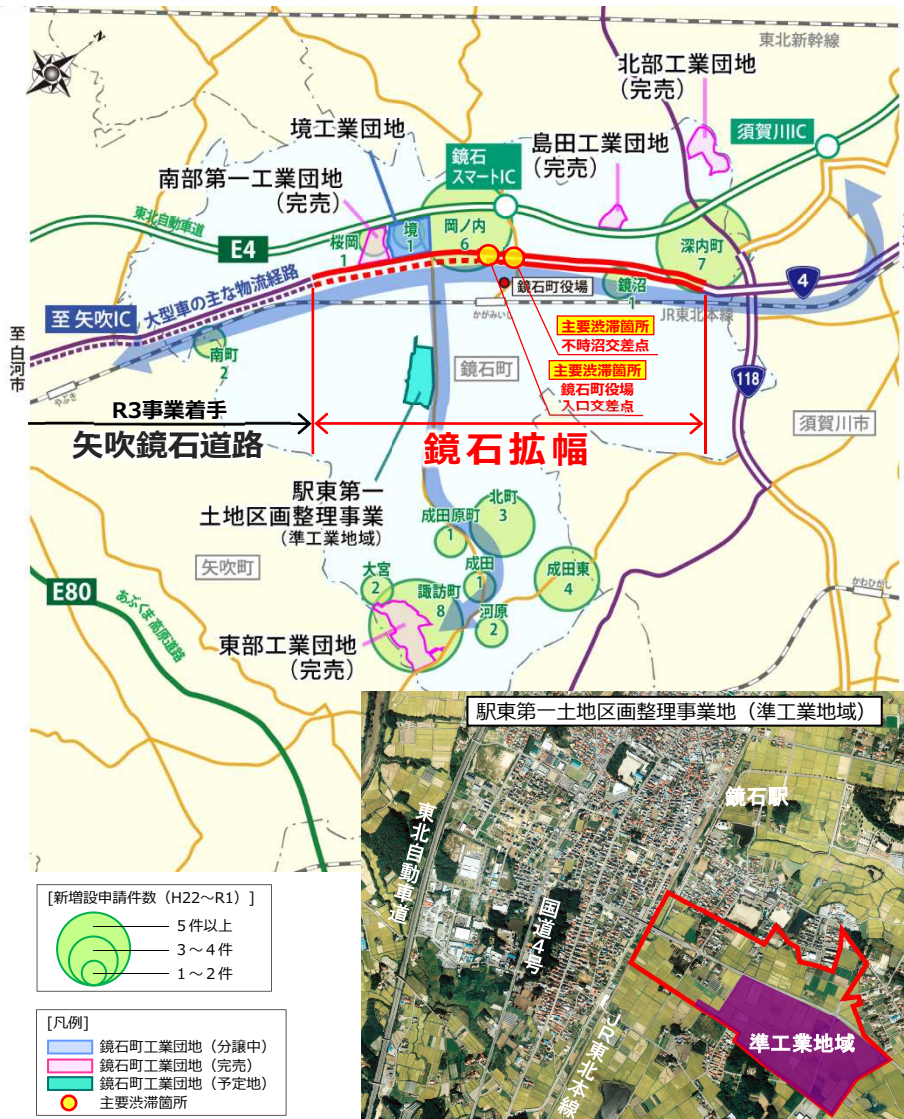 N
東北新幹線
北部工業団地
(完売)
境工業団地
島田工業団地
(完売)
須賀川IC
鏡石
スマートIC
南部第一工業団地
(完売)
東北自動車道
E4
桜岡
1
境
1
岡ノ内
6
深内町
7
大型車の主な物流経路
鏡石町役場
鏡沼
1
4
至 矢吹IC
かがみいし
JR東北本線
至 白河市
南町
2
やぶき
主要渋滞箇所
不時沼交差点
主要渋滞箇所
鏡石町役場
入口交差点
鏡石町
118
R3事業着手
矢吹鏡石道路
鏡石拡幅
須賀川市
駅東第一
土地区画整理事業
(準工業地域)
北町
3
成田原町
1
矢吹町
成田
1
成田東
4
大宮
2
諏訪町
8
河原
2
かわひがし
E80
あぶくま高原道路
東部工業団地
(完売)
駅東第一土地区画整理事業地(準工業地域)
鏡石駅
東北自動車道
国道4号
JR東北本線
準工業地域
[新増設申請件数(H22~R1)]
5件以上
3~4件
1~2件
[凡例]
鏡石町工業団地(分譲中)
鏡石町工業団地(完売)
鏡石町工業団地(予定地)
主要渋滞箇所